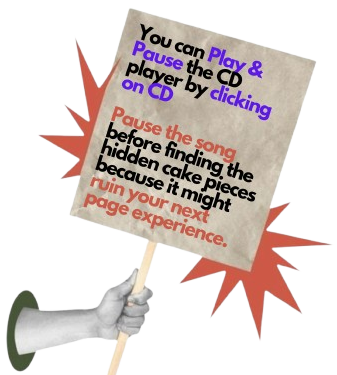 You can Play &
Pause the CD
player by clicking
on CD
Pause the song
before finding the
hidden cake pieces
because it might
ruin your next
page experience.